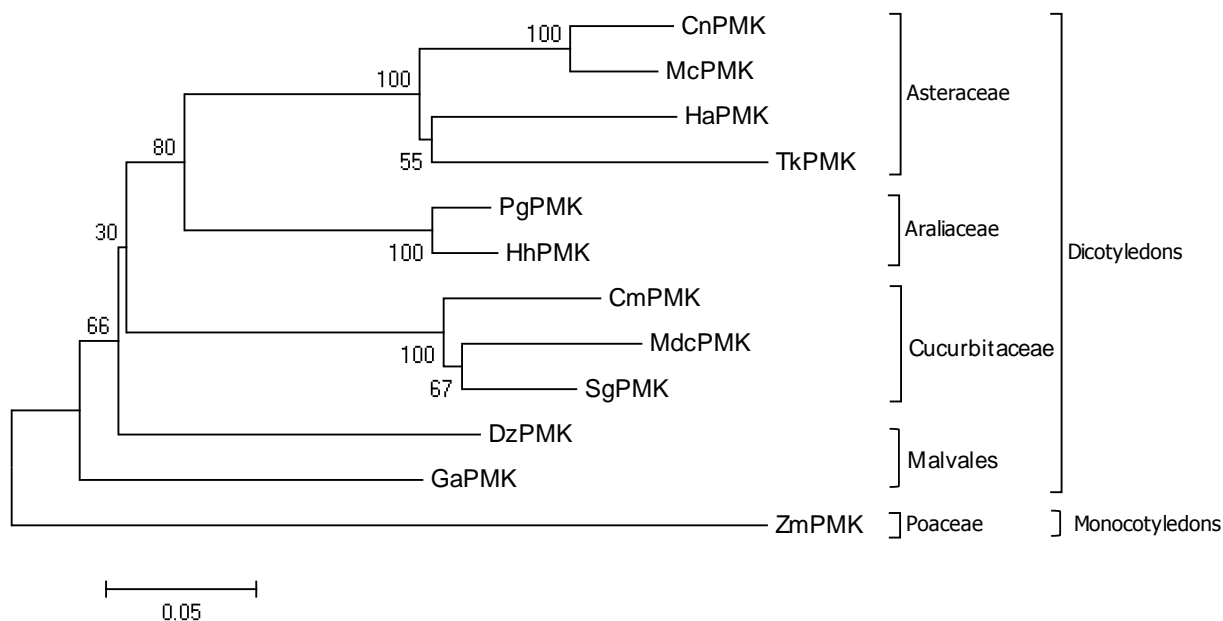 CnPMK
100
McPMK
Asteraceae
100
HaPMK
80
55
TkPMK
PgPMK
Araliaceae
30
100
HhPMK
Dicotyledons
CmPMK
66
MdcPMK
Cucurbitaceae
100
67
SgPMK
DzPMK
Malvales
GaPMK
ZmPMK
Poaceae
Monocotyledons
0.05